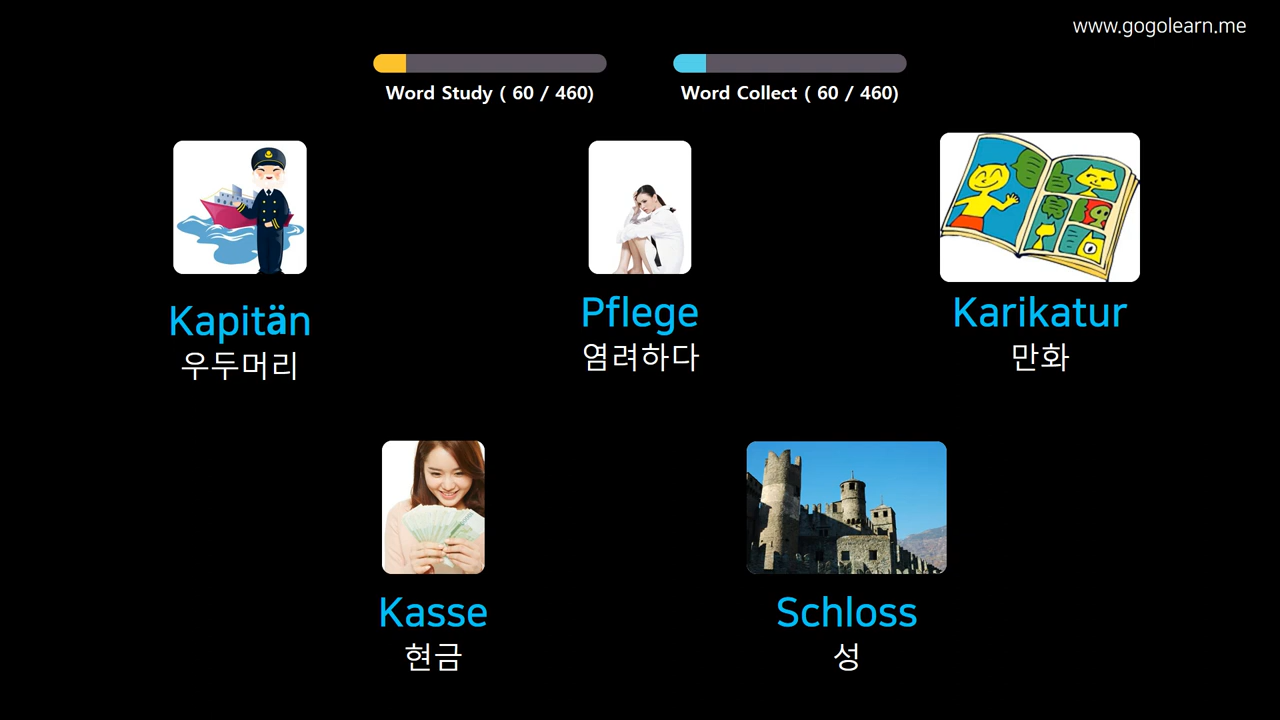 www.gogolearn.me
Word Study ( 60 / 460)
Word Collect ( 60 / 460)
Kapitän
우두머리
Pflege
염려하다
Karikatur
만화
Kasse
현금
Schloss
성